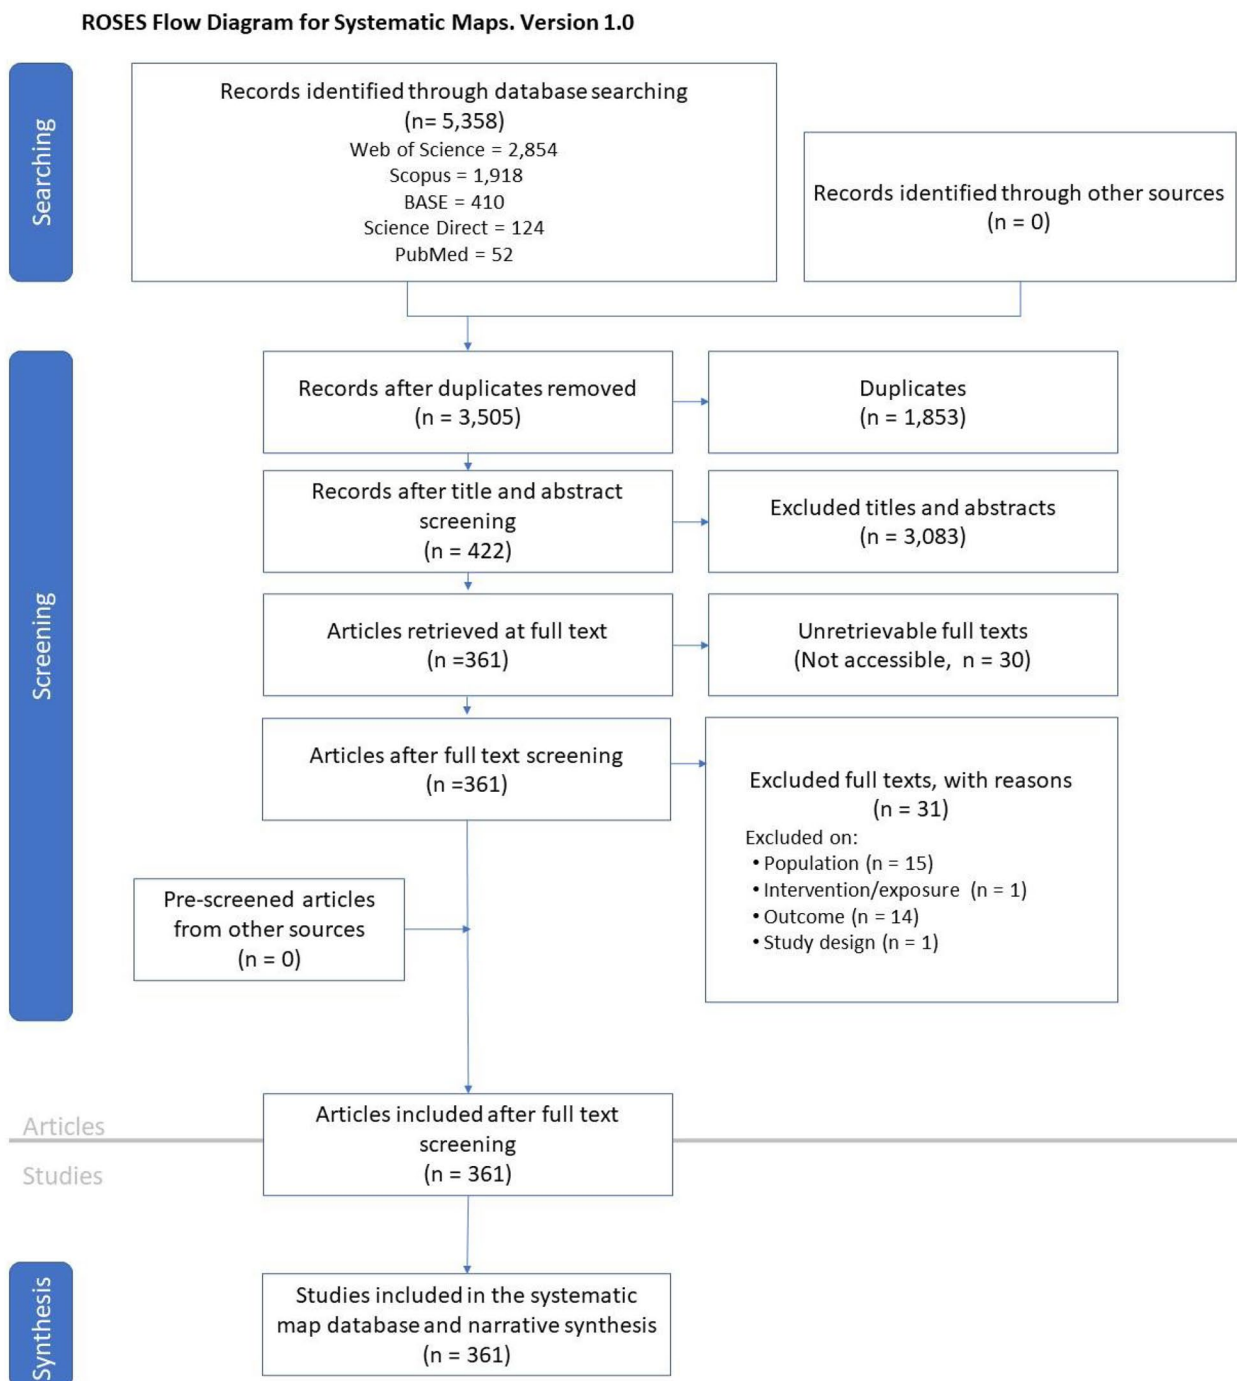 ROSES Flow Diagram for Systematic Maps. Version 1.0
Searching
Records identified through database searching
(n= 5,358)
Web of Science = 2,854
Scopus = 1,918
BASE = 410
Science Direct = 124
PubMed = 52
Records identified through other sources
(n = 0)
Screening
Records after duplicates removed
(n = 3,505)
Duplicates
(n = 1,853)
Records after title and abstract
screening
(n = 422)
Excluded titles and abstracts
(n = 3,083)
Articles retrieved at full text
(n =361)
Unretrievable full texts
(Not accessible, n = 30)
Articles after full text screening
(n =361)
Excluded full texts, with reasons
(n = 31)
Excluded on:
• Population (n = 15)
• Intervention/exposure (n = 1)
• Outcome (n = 14)
• Study design (n = 1)
Pre-screened articles
from other sources
(n = 0)
Articles
Studies
Articles included after full text
screening
(n = 361)
Synthesis
Studies included in the systematic
map database and narrative synthesis
(n = 361)